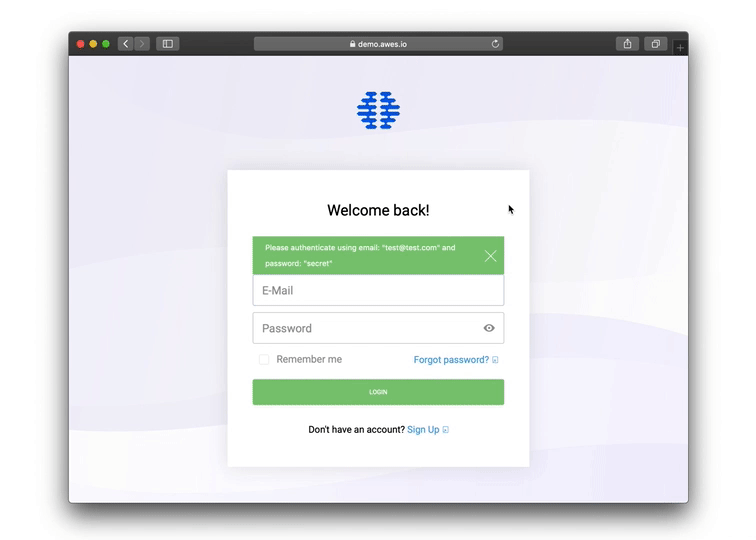 demo.awes.io
Welcome back!
Please authenticate using email: "test@test.com" and
password: "secret"
E-Mail
Password
Remember me
Forgot password?
LOGIN
Don't have an account? Sign Up